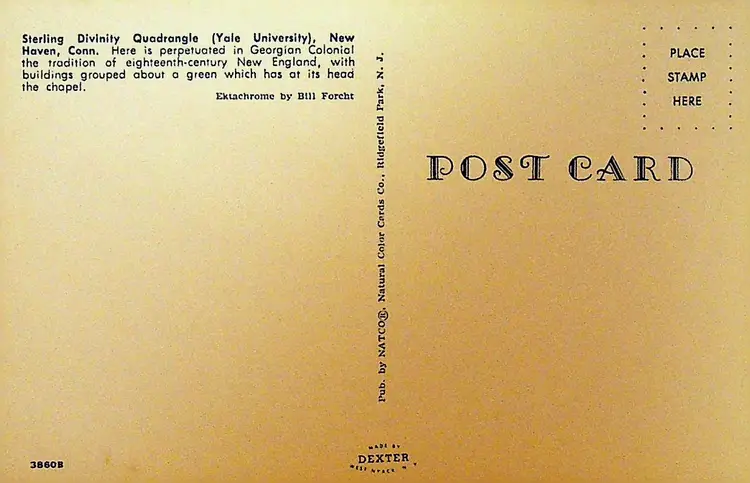 Sterling Divinity Quadrangle (Yale University), New
Haven, Conn. Here is perpetuated in Georgian Colonial
the tradition of eighteenth-century New England, with
buildings grouped about a green which has at its head
the chapel.
Ektachrome by Bill Forcht
Pub. by NATCO®, Natural Color Cards Co., Ridgefield Park, N. J.
PLACE
STAMP
HERE
POST CARD
3860B
MADE BY
DEXTER
WEST NYACK N Y